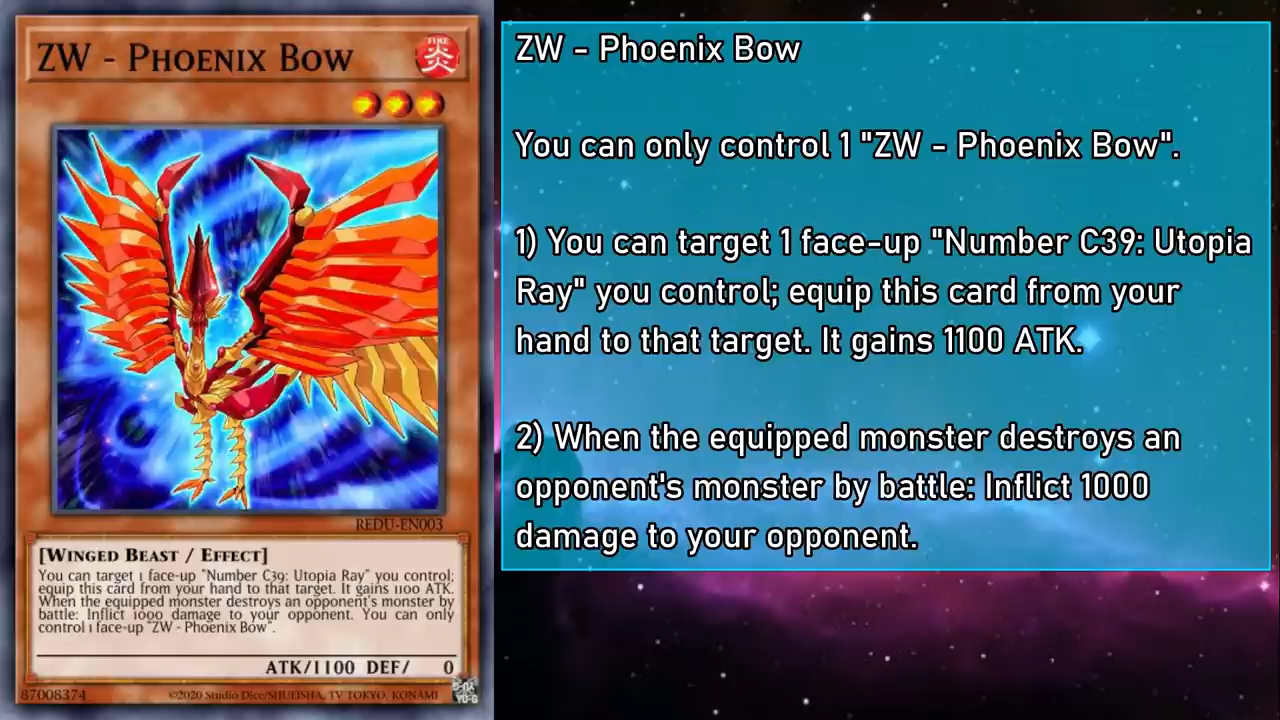 ZW - Phoenix Bow
FIRE
炎
REDU-EN003
[Winged Beast / Effect]
You can target 1 face-up "Number C39: Utopia Ray" you control;
equip this card from your hand to that target. It gains 1100 ATK.
When the equipped monster destroys an opponent's monster by
battle: Inflict 1000 damage to your opponent. You can only
control 1 face-up "ZW - Phoenix Bow".
ATK/1100 DEF/ 0
87008374
©2020 Studio Dice/SHUEISHA, TV TOKYO, KONAMI
ZW - Phoenix Bow
You can only control 1 "ZW - Phoenix Bow".
1) You can target 1 face-up "Number C39: Utopia
Ray" you control; equip this card from your
hand to that target. It gains 1100 ATK.
2) When the equipped monster destroys an
opponent's monster by battle: Inflict 1000
damage to your opponent.